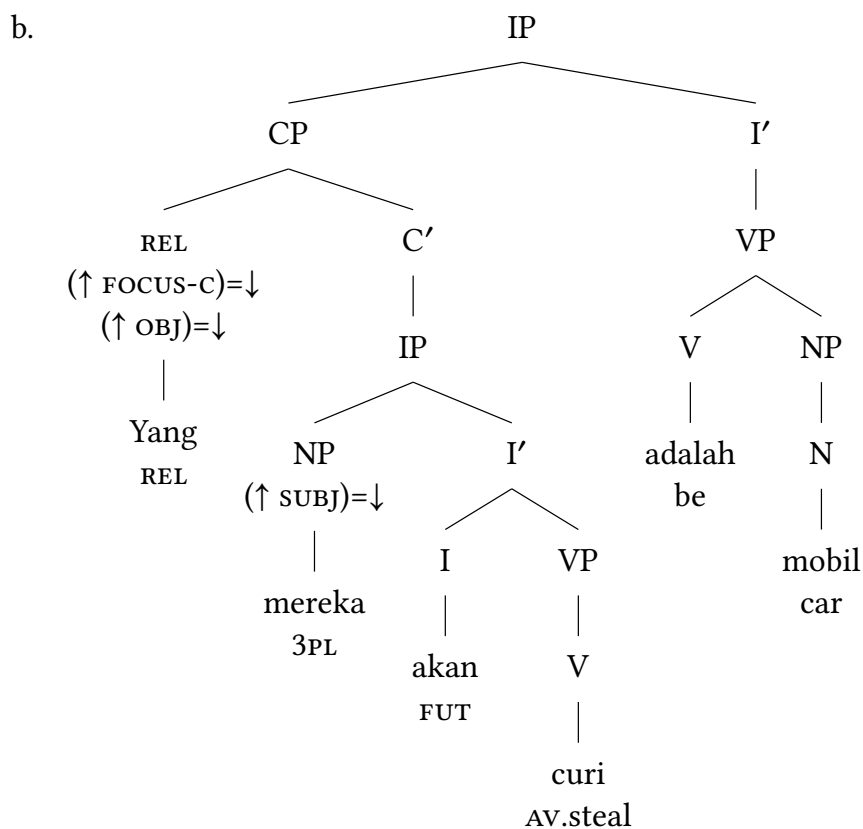 b.
IP
CP I′
REL C′ VP
(↑ FOCUS-C)=↓
(↑ OBJ)=↓
IP V NP
Yang NP I′ adalah N
REL (↑ SUBJ)=↓ be
I VP mobil
mereka car
3PL
akan V
FUT
curi
AV.steal